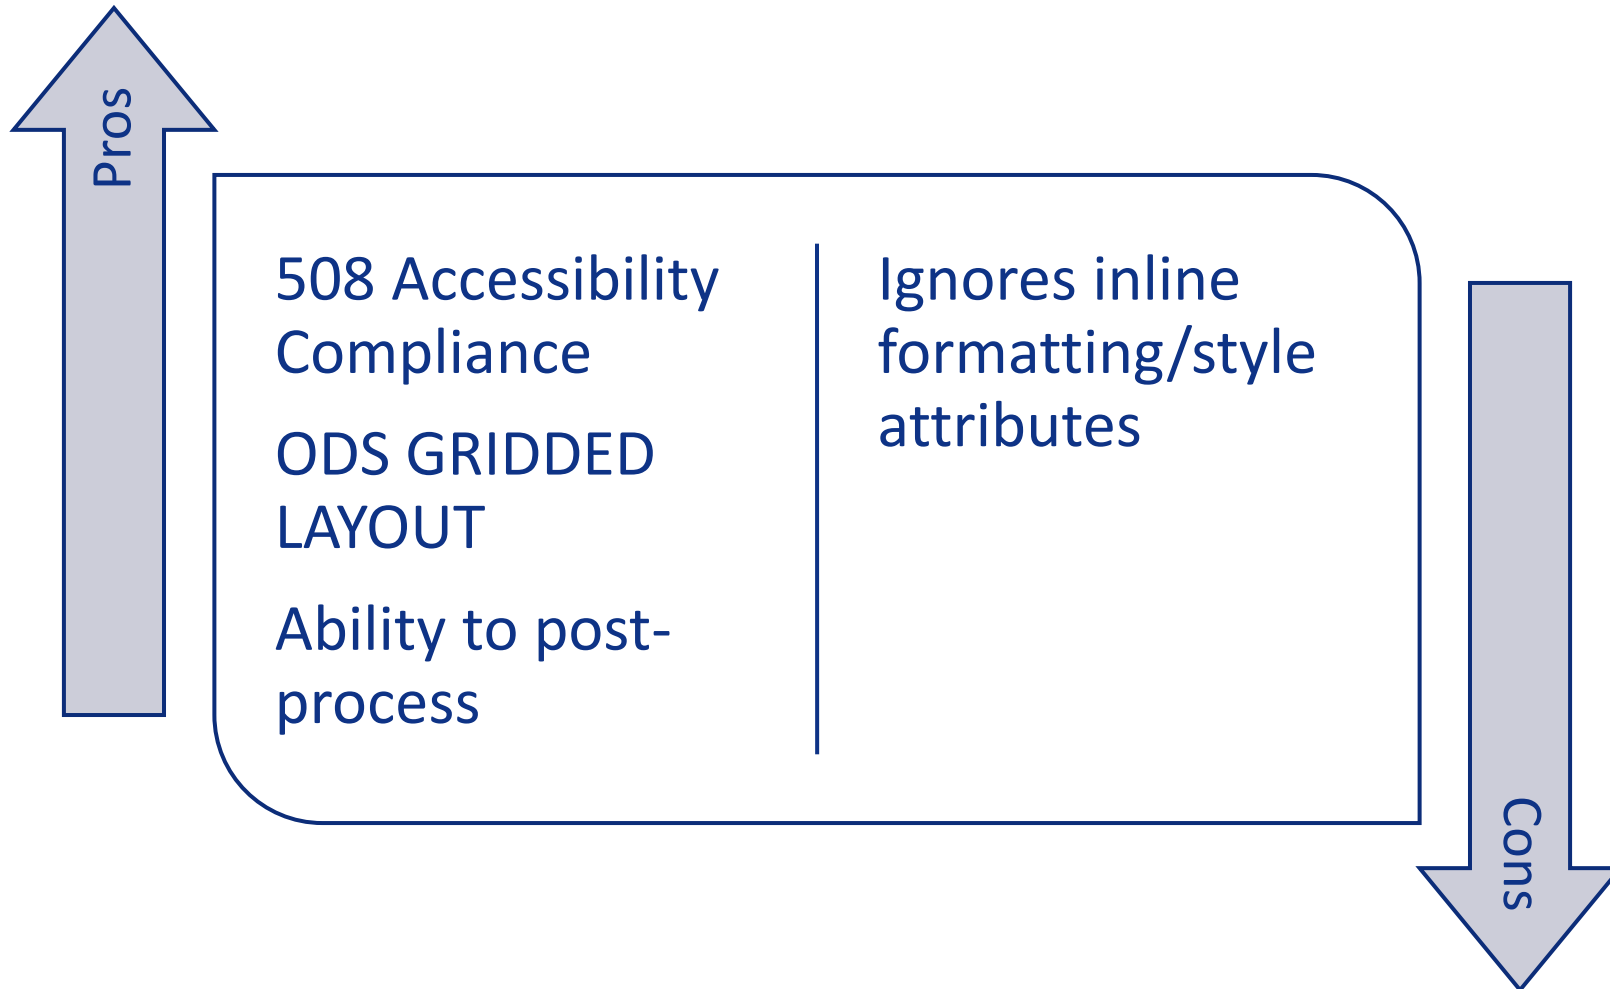 Pros
508 Accessibility
Compliance
ODS GRIDDED
LAYOUT
Ability to post-
process
Ignores inline
formatting/style
attributes
Cons